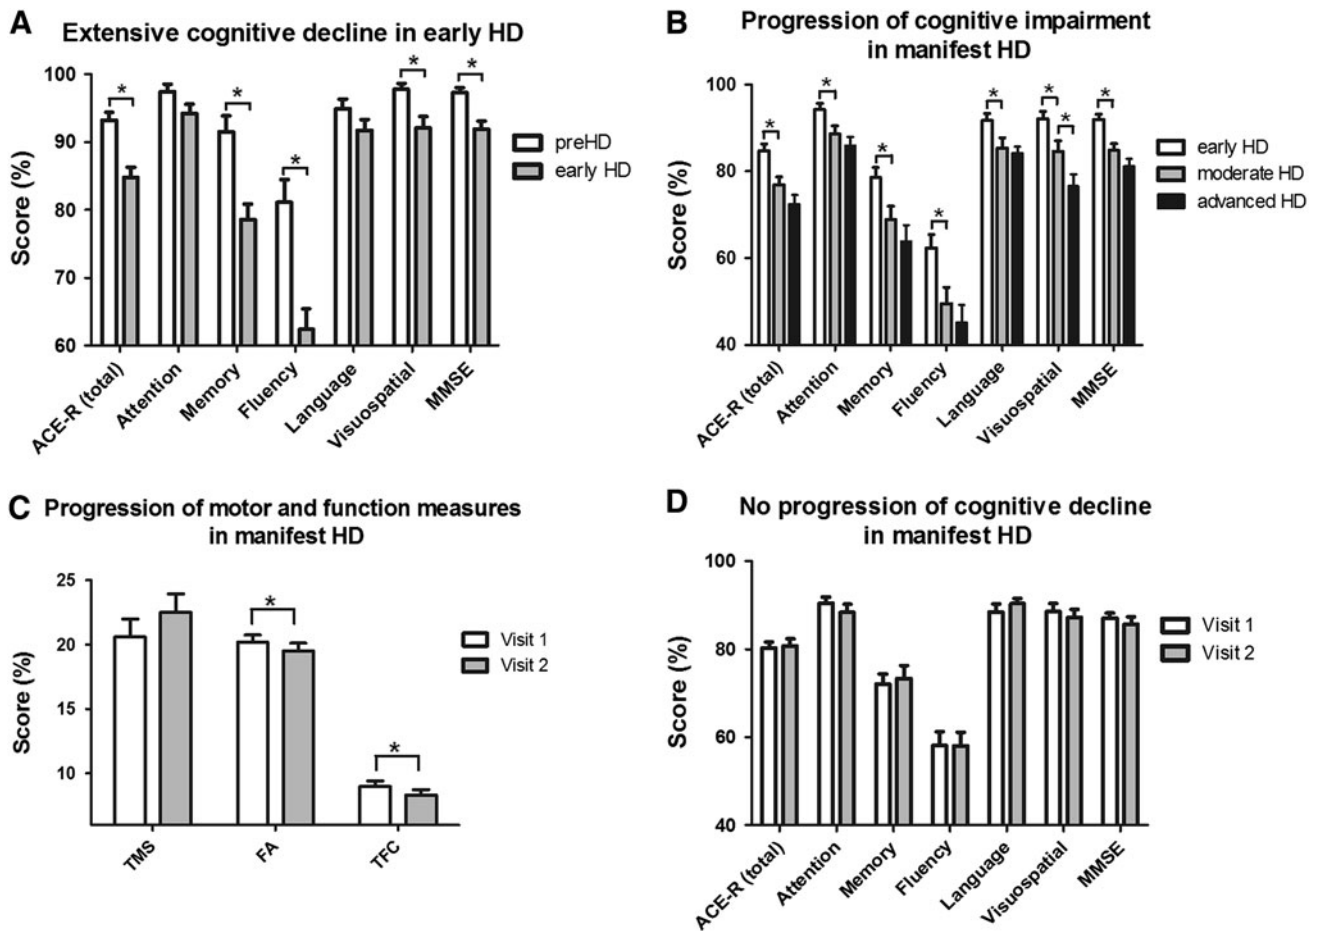 A Extensive cognitive decline in early HD
Score (%)
100
90
80
70
60
*
*
*
*
*
preHD
early HD
ACE-R (total)
Attention
Memory
Fluency
Language
Visuospatial
MMSE
B Progression of cognitive impairment
in manifest HD
Score (%)
100
80
60
40
*
*
*
*
*
*
*
*
early HD
moderate HD
advanced HD
ACE-R (total)
Attention
Memory
Fluency
Language
Visuospatial
MMSE
C Progression of motor and function measures
in manifest HD
Score (%)
25
20
15
10
*
*
Visit 1
Visit 2
TMS
FA
TFC
D No progression of cognitive decline
in manifest HD
Score (%)
100
80
60
40
Visit 1
Visit 2
ACE-R (total)
Attention
Memory
Fluency
Language
Visuospatial
MMSE